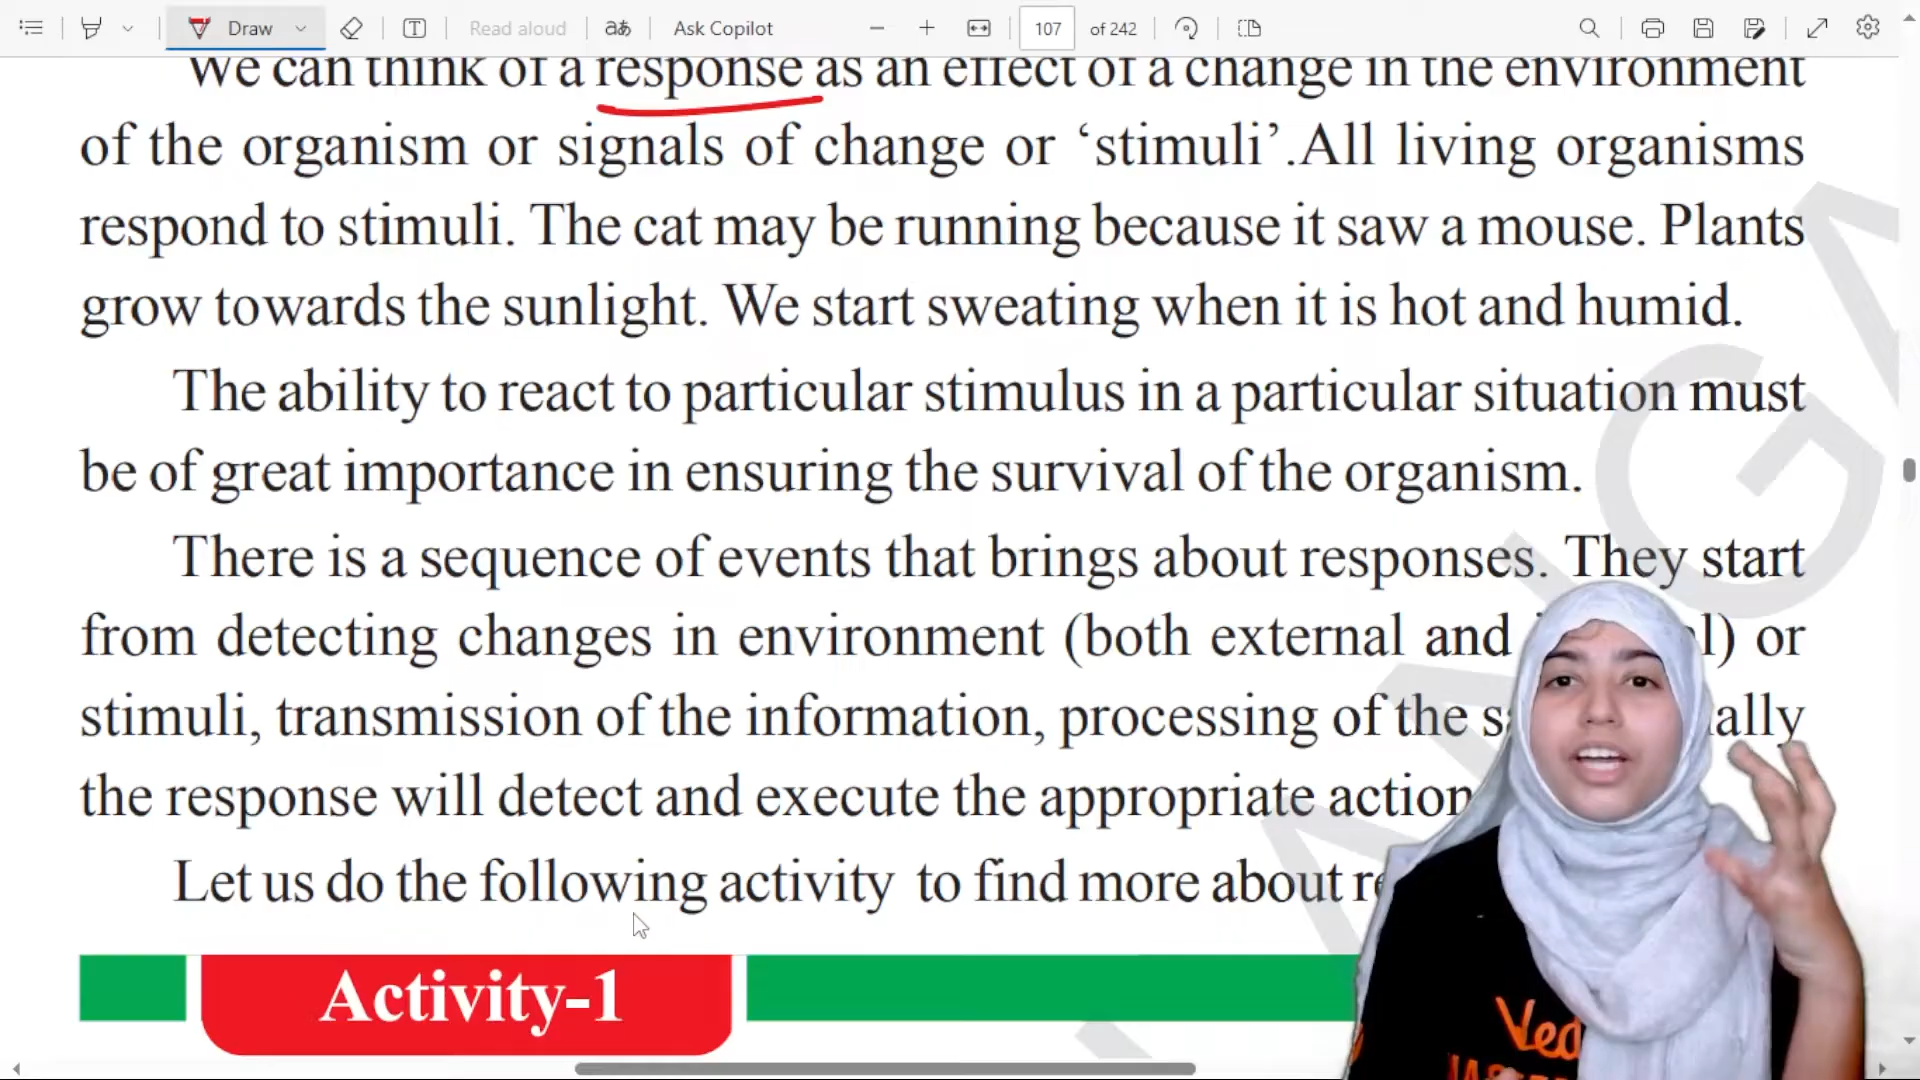 Draw
Read aloud
Ask Copilot
107 of 242
We can think of a response as an effect of a change in the environment
of the organism or signals of change or ‘stimuli’.All living organisms
respond to stimuli. The cat may be running because it saw a mouse. Plants
grow towards the sunlight. We start sweating when it is hot and humid.
The ability to react to particular stimulus in a particular situation must
be of great importance in ensuring the survival of the organism.
There is a sequence of events that brings about responses. They start
from detecting changes in environment (both external and l) or
stimuli, transmission of the information, processing of the ally
the response will detect and execute the appropriate action
Let us do the following activity to find more about
Activity-1
Ved